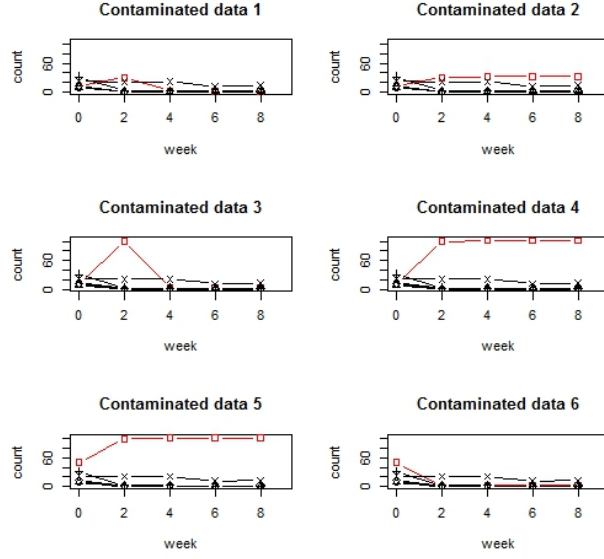 Contaminated data 1
count
60
0
0 2 4 6 8
week
Contaminated data 2
count
60
0
0 2 4 6 8
week
Contaminated data 3
count
60
0
0 2 4 6 8
week
Contaminated data 4
count
60
0
0 2 4 6 8
week
Contaminated data 5
count
60
0
0 2 4 6 8
week
Contaminated data 6
count
60
0
0 2 4 6 8
week